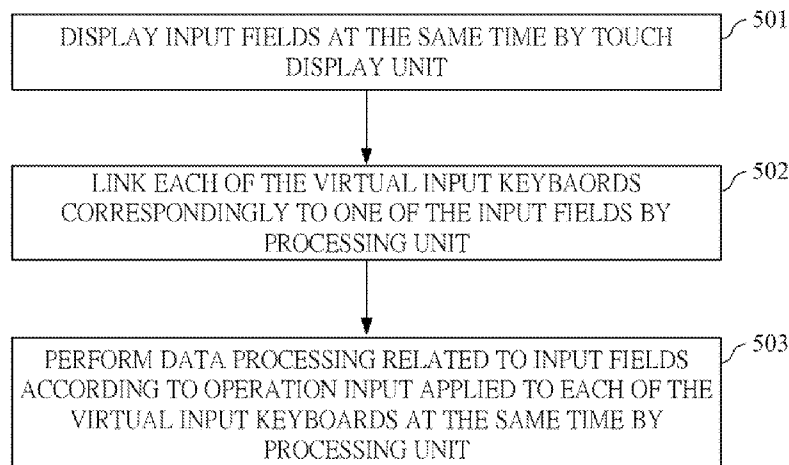 DISPLAY INPUT FIELDS AT THE SAME TIME BY TOUCH
DISPLAY UNIT
501
LINK EACH OF THE VIRTUAL INPUT KEYBAORDS
CORRESPONDINGLY TO ONE OF THE INPUT FIELDS BY
PROCESSING UNIT
502
PERFORM DATA PROCESSING RELATED TO INPUT FIELDS
ACCORDING TO OPERATION INPUT APPLIED TO EACH OF THE
VIRTUAL INPUT KEYBOARDS AT THE SAME TIME BY
PROCESSING UNIT
503